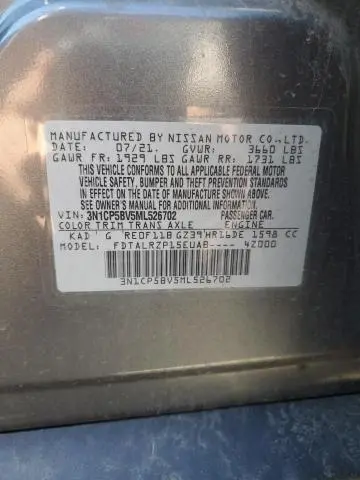 MANUFACTURED BY NISSAN MOTOR CO.,LTD.
DATE: 07/21. GVWR: 3660 LBS
GAWR FR: 1929 LBS GAWR RR: 1731 LBS
THIS VEHICLE CONFORMS TO ALL APPLICABLE FEDERAL MOTOR
VEHICLE SAFETY, BUMPER AND THEFT PREVENTION STANDARDS
IN EFFECT ON THE DATE OF MANUFACTURE SHOWN ABOVE.
SEE OWNER'S MANUAL FOR ADDITIONAL INFORMATION
VIN: 3N1CP5BV5ML526702 PASSENGER CAR.
COLOR TRIM TRANS AXLE ENGINE
KAD G RE0F11B GZ39 HR16DE 1598 CC
MODEL: FDTALRZP15EUAB---- 4Z000
3N1CP5BV5ML526702